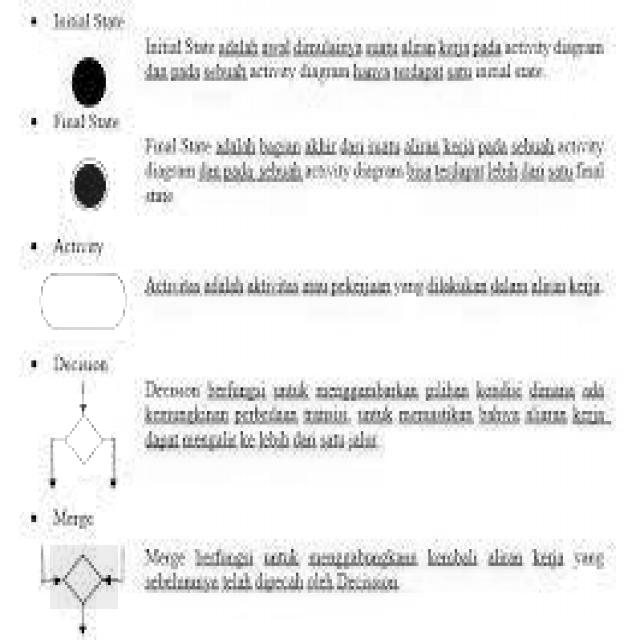 Initial State
Initial State adalah awal dimulainya suatu aliran kerja pada activity diagram
dan pada sebuah activity diagram hanya terdapat satu initial state.
Final State
Final State adalah bagian akhir dari suatu aliran kerja pada sebuah activity
diagram dan pada sebuah activity diagram bisa terdapat lebih dari satu final
state
Activity
Activitas adalah aktivitas atau pekerjaan yang dilakukan dalam aliran kerja.
Decision
Decision berfungsi untuk menggambarkan pilihan kondisi dimana ada
kemungkinan perbedaan transisi, untuk memastikan bahwa aliaran kerja
dapat mengalir ke lebih dari satu jalur.
Merge
Merge berfungsi untuk menggabungkann kembali aliran kerja yang
sebelumnya telah dipecah oleh Decission.